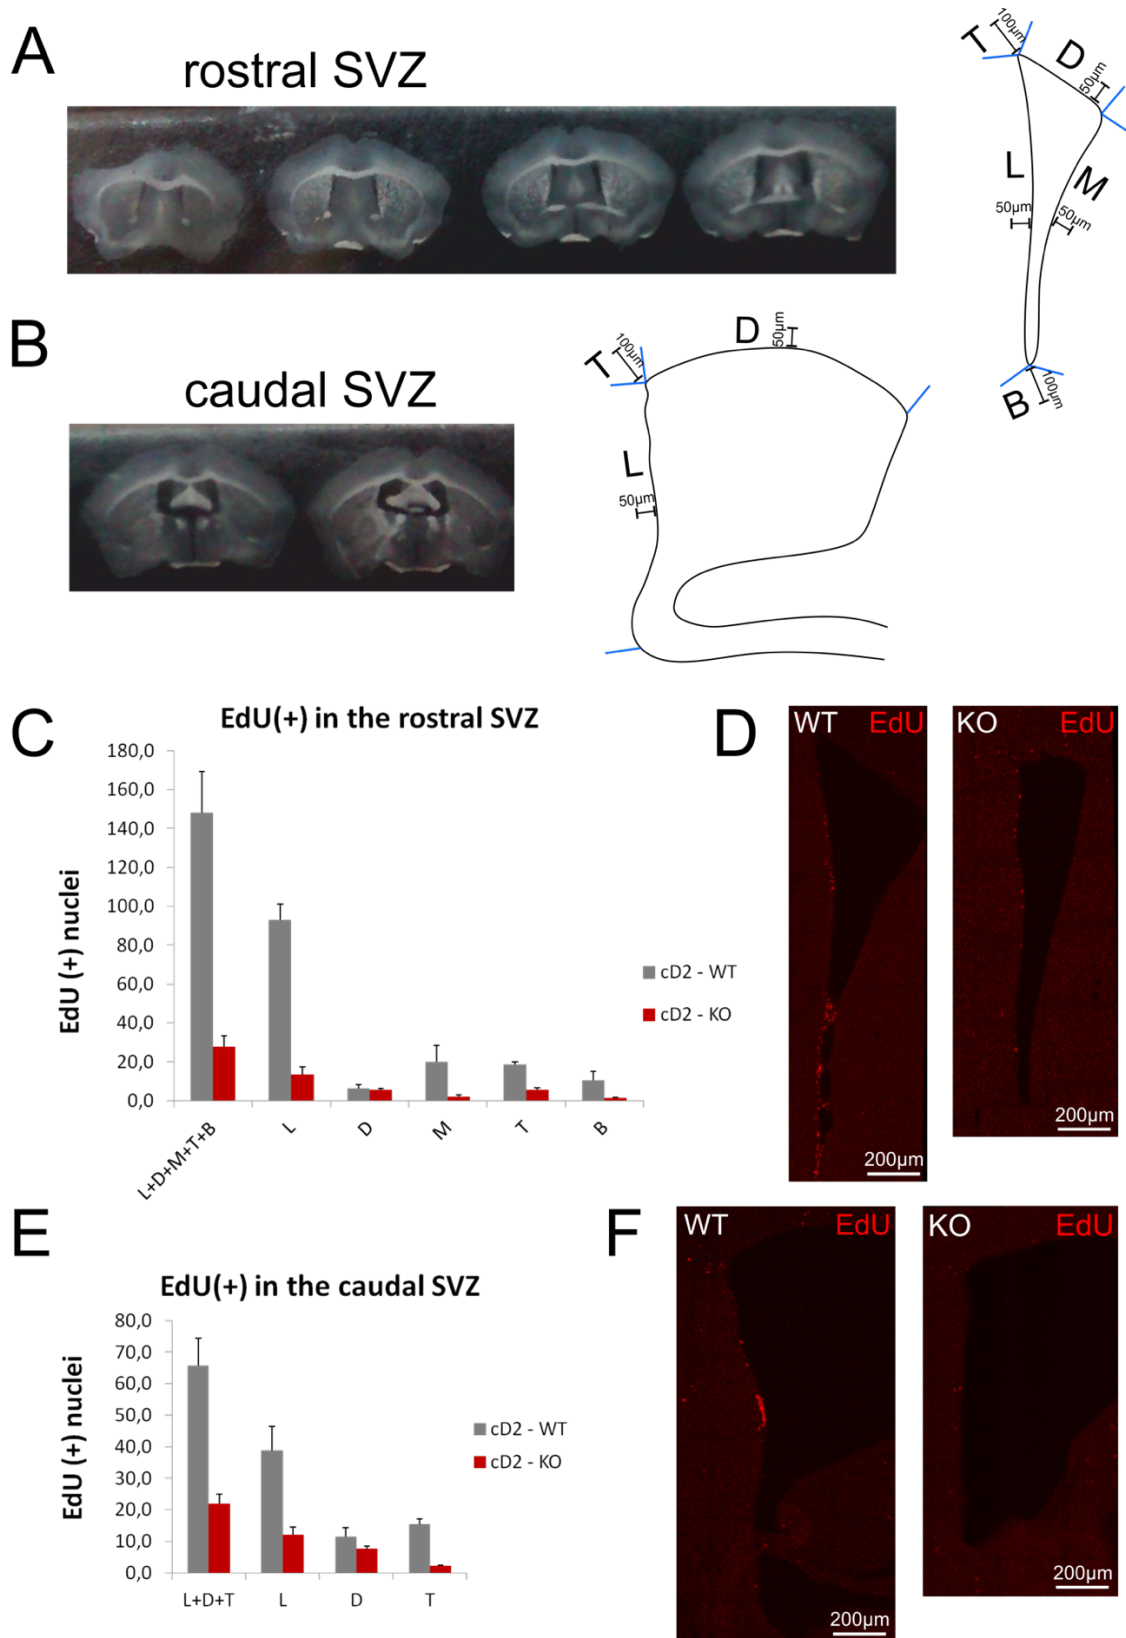 A
rostral SVZ
T
100µm
D
50µm
L
M
50µm
50µm
B
100µm
B
caudal SVZ
T
100µm
D
50µm
L
50µm
C
EdU(+) in the rostral SVZ
EdU (+) nuclei
180,0
160,0
140,0
120,0
100,0
80,0
60,0
40,0
20,0
0,0
L+D+M+T+B
L
D
M
T
B
cD2 - WT
cD2 - KO
D
WT EdU
200µm
KO EdU
200µm
E
EdU(+) in the caudal SVZ
EdU (+) nuclei
80,0
70,0
60,0
50,0
40,0
30,0
20,0
10,0
0,0
L+D+T
L
D
T
cD2 - WT
cD2 - KO
F
WT EdU
200µm
KO EdU
200µm